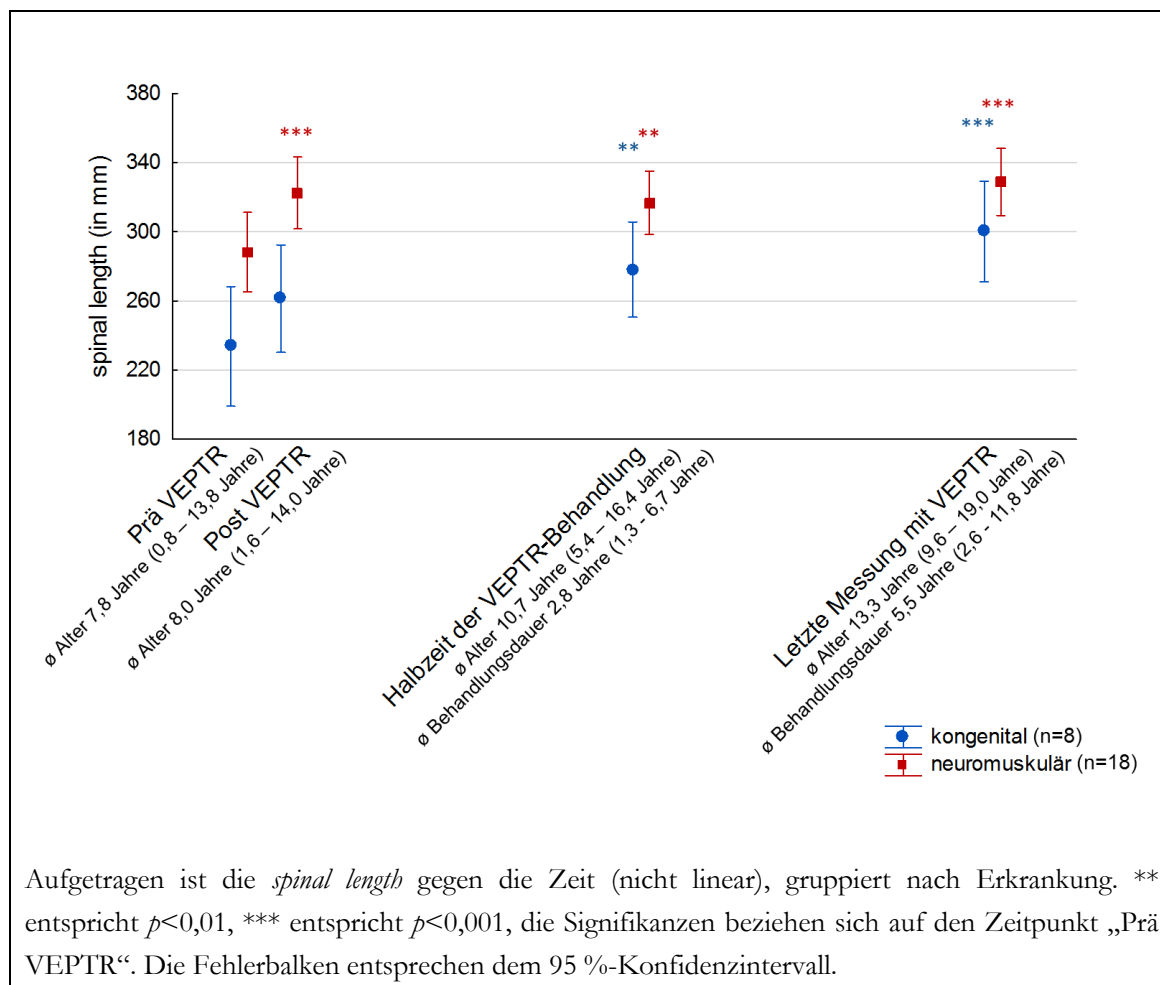 380
340
300
260
220
180
spinal length (in mm)
***
**
**
***
***
Prä VEPTR
ø Alter 7,8 Jahre (0,8 – 13,8 Jahre)
Post VEPTR
ø Alter 8,0 Jahre (1,6 – 14,0 Jahre)
Halbzeit der VEPTR-Behandlung
ø Alter 10,7 Jahre (5,4 – 16,4 Jahre)
ø Behandlungsdauer 2,8 Jahre (1,3 - 6,7 Jahre)
Letzte Messung mit VEPTR
ø Alter 13,3 Jahre (9,6 – 19,0 Jahre)
ø Behandlungsdauer 5,5 Jahre (2,6 - 11,8 Jahre)
kongenital (n=8)
neuromuskulär (n=18)
Aufgetragen ist die spinal length gegen die Zeit (nicht linear), gruppiert nach Erkrankung. **
entspricht p<0,01, *** entspricht p<0,001, die Signifikanzen beziehen sich auf den Zeitpunkt „Prä
VEPTR“. Die Fehlerbalken entsprechen dem 95 %-Konfidenzintervall.